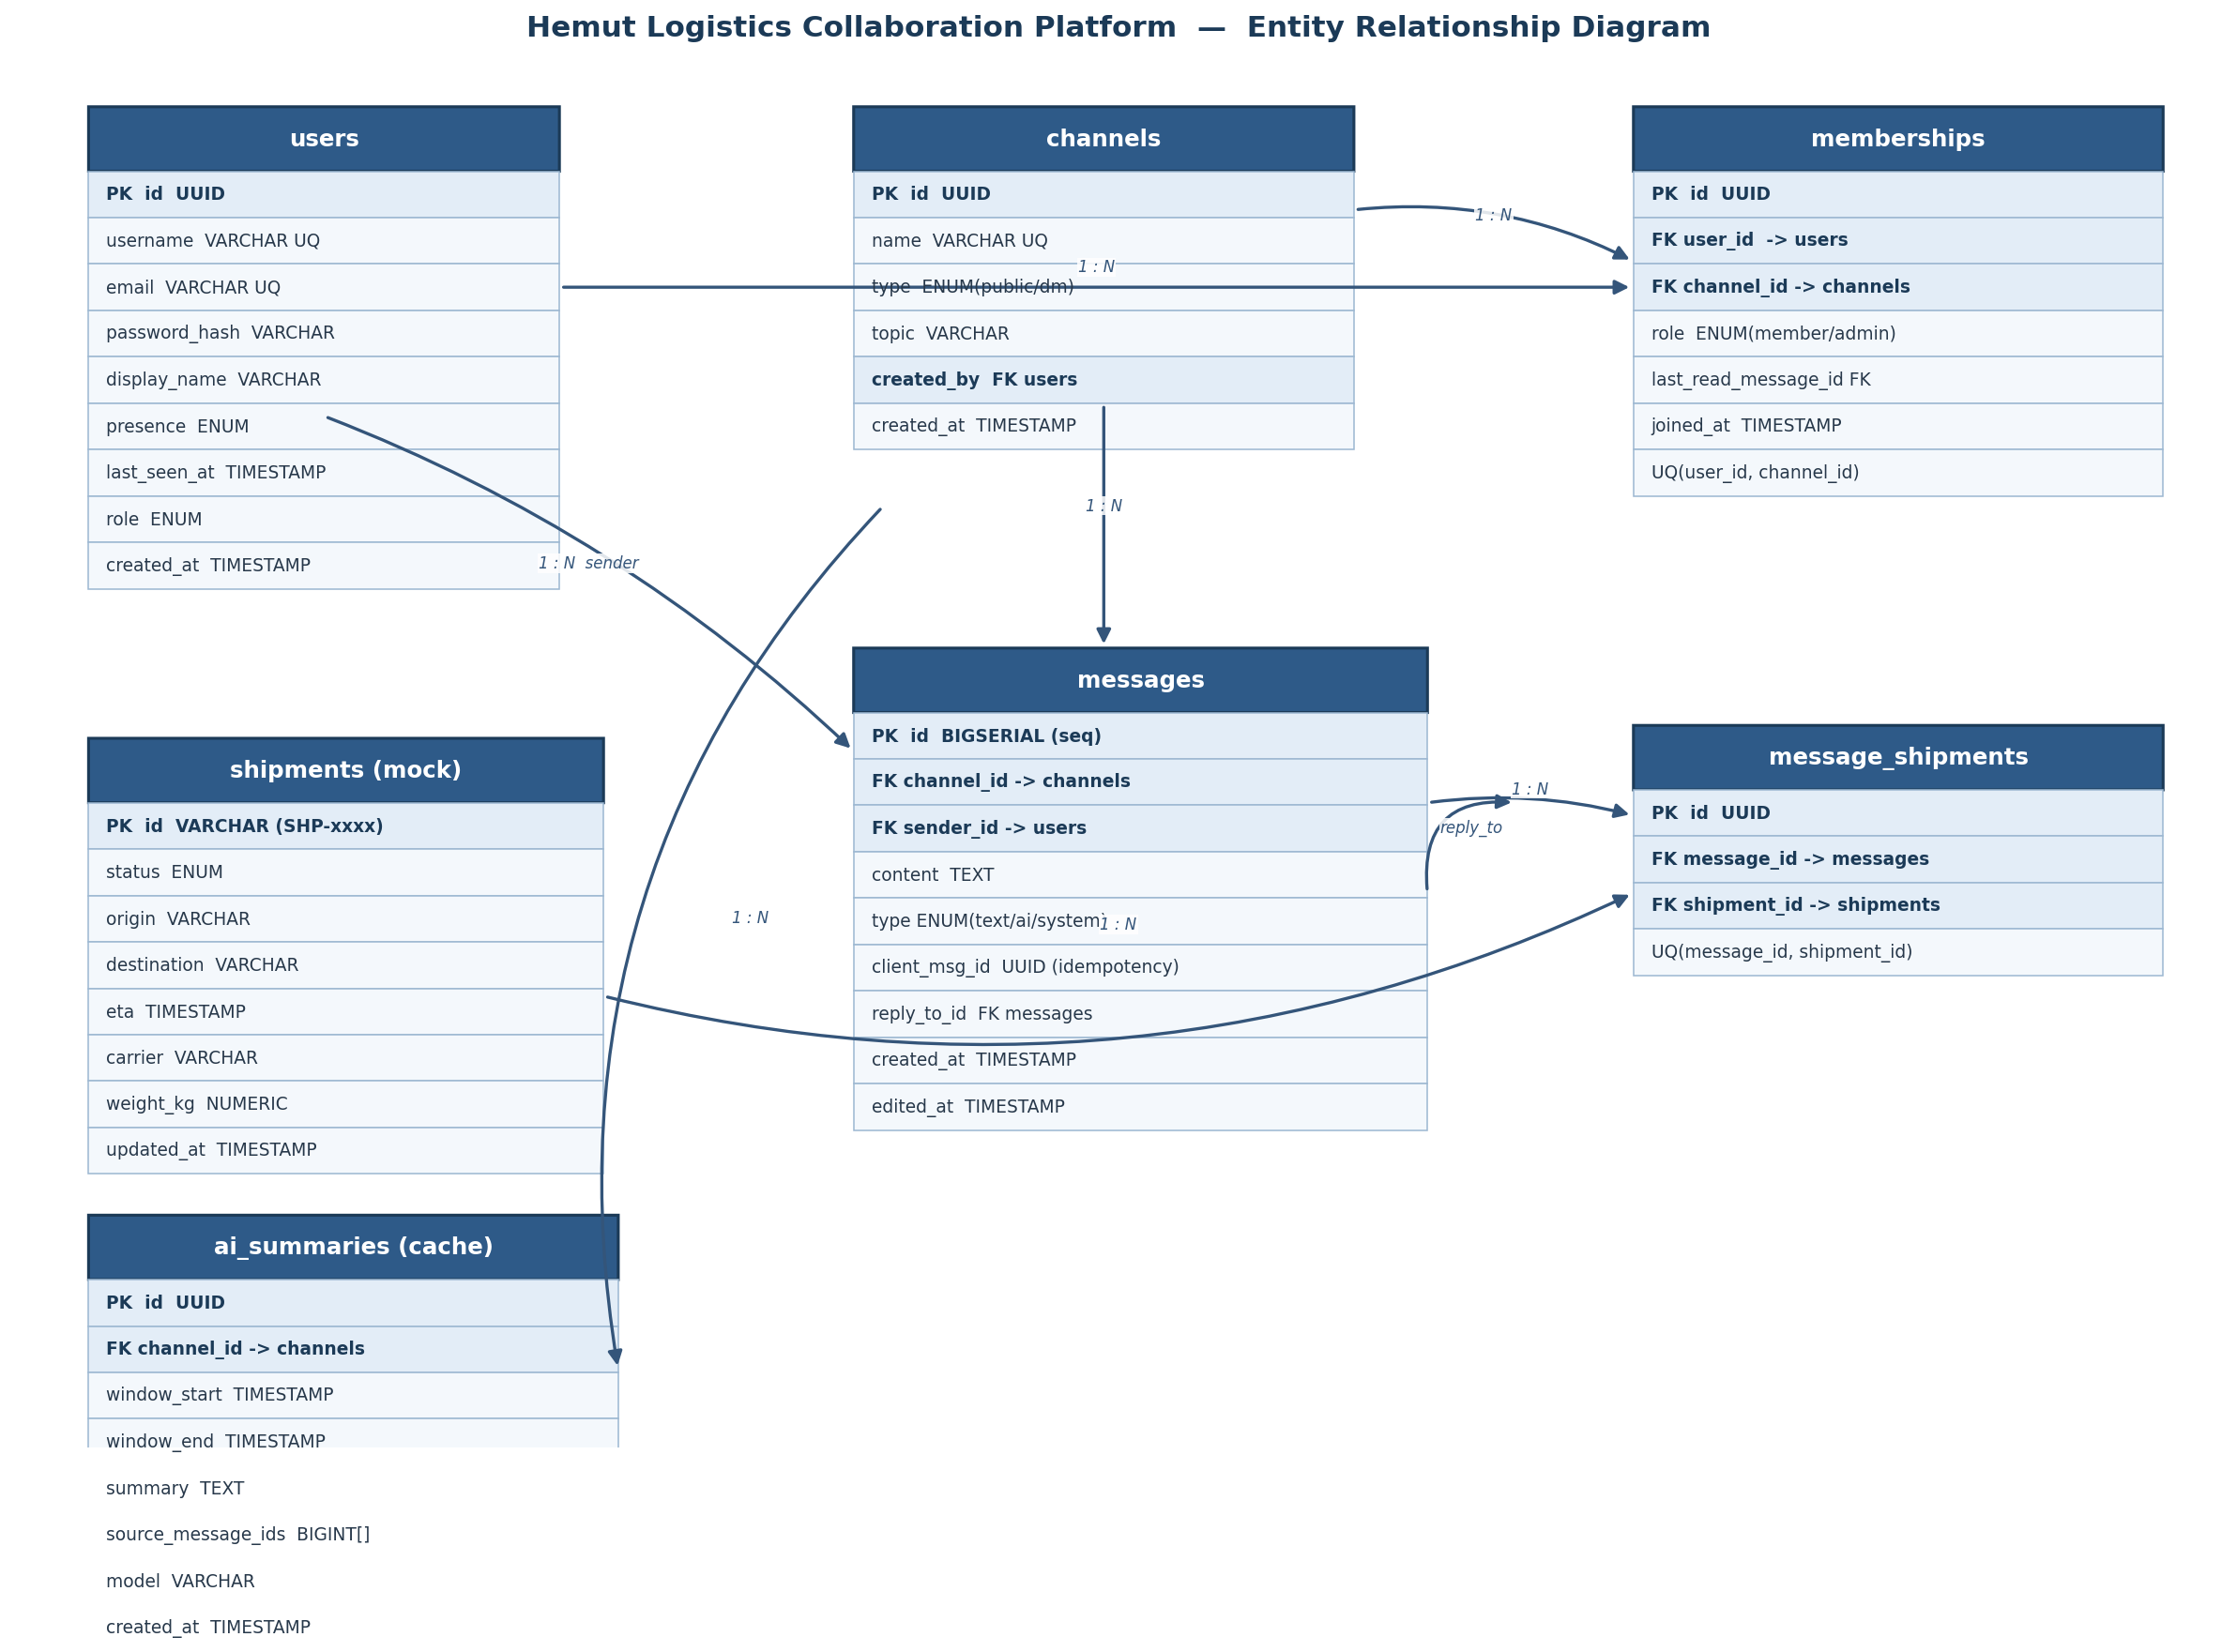 Hemut Logistics Collaboration Platform — Entity Relationship Diagram
users
PK id UUID
username VARCHAR UQ
email VARCHAR UQ
password_hash VARCHAR
display_name VARCHAR
presence ENUM
last_seen_at TIMESTAMP
role ENUM
created_at TIMESTAMP
channels
PK id UUID
name VARCHAR UQ
type ENUM(public/dm)
topic VARCHAR
created_by FK users
created_at TIMESTAMP
memberships
PK id UUID
FK user_id -> users
FK channel_id -> channels
role ENUM(member/admin)
last_read_message_id FK
joined_at TIMESTAMP
UQ(user_id, channel_id)
1 : N
1 : N
1 : N
1 : N sender
shipments (mock)
PK id VARCHAR (SHP-xxxx)
status ENUM
origin VARCHAR
destination VARCHAR
eta TIMESTAMP
carrier VARCHAR
weight_kg NUMERIC
updated_at TIMESTAMP
1 : N
messages
PK id BIGSERIAL (seq)
FK channel_id -> channels
FK sender_id -> users
content TEXT
type ENUM(text/ai/system)
1 : N
client_msg_id UUID (idempotency)
reply_to_id FK messages
created_at TIMESTAMP
edited_at TIMESTAMP
1 : N
reply_to
message_shipments
PK id UUID
FK message_id -> messages
FK shipment_id -> shipments
UQ(message_id, shipment_id)
ai_summaries (cache)
PK id UUID
FK channel_id -> channels
window_start TIMESTAMP
window_end TIMESTAMP
summary TEXT
source_message_ids BIGINT[]
model VARCHAR
created_at TIMESTAMP